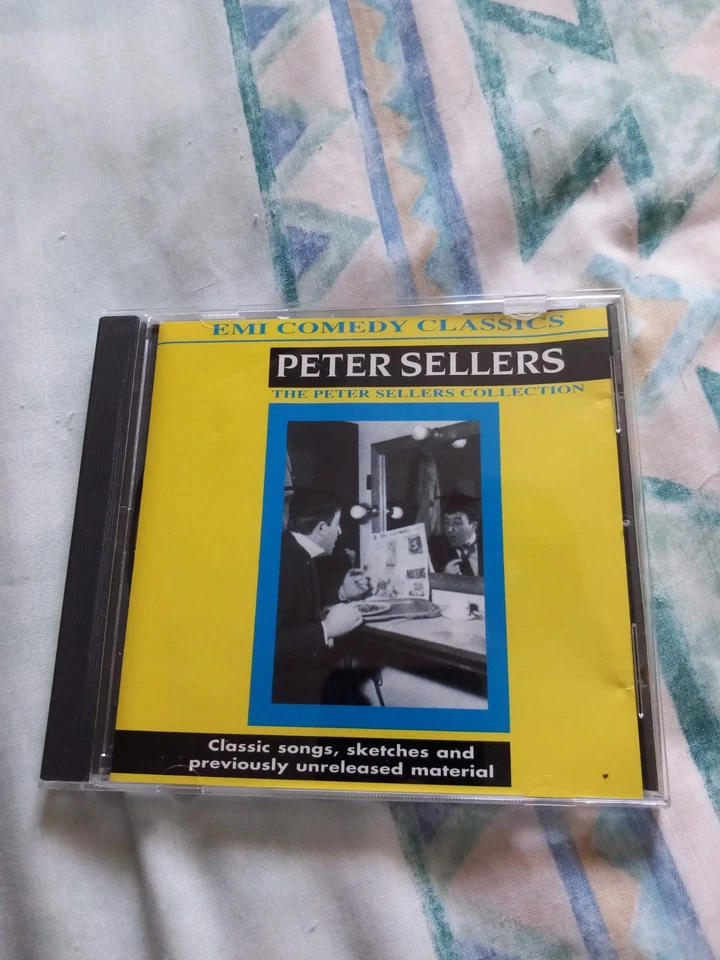 EMI COMEDY CLASSICS
PETER SELLERS
THE PETER SELLERS COLLECTION
Classic songs, sketches and
previously unreleased material